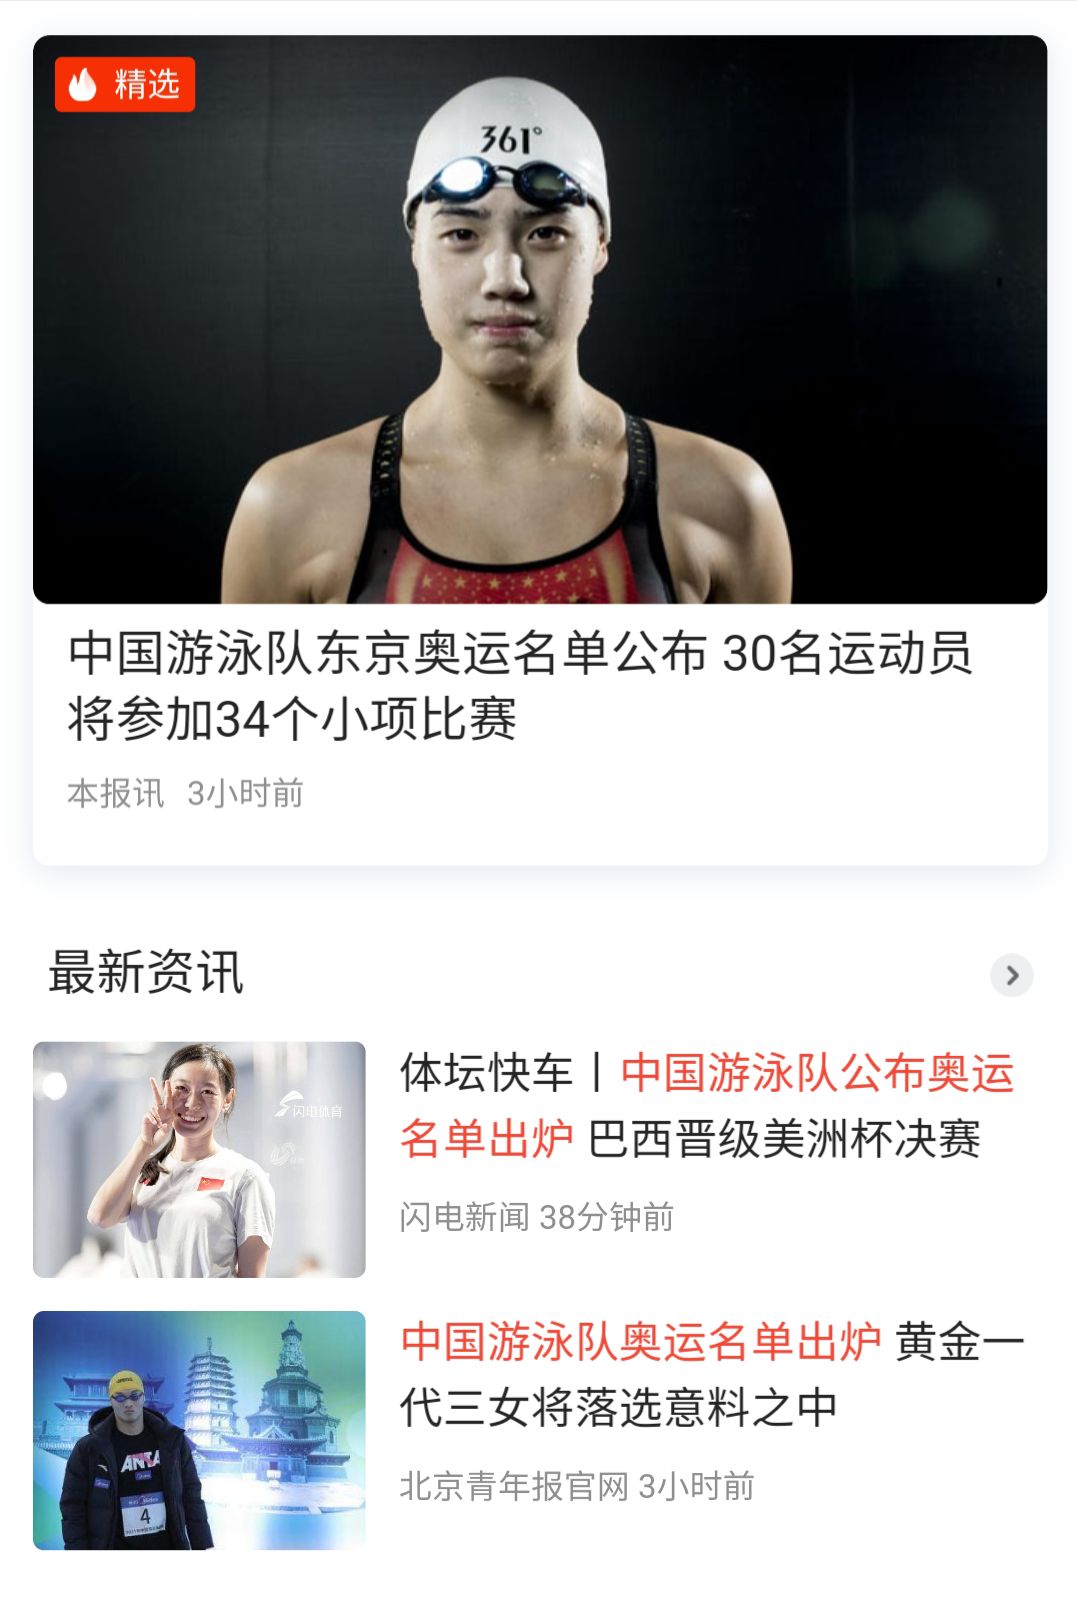 精选
361°
中国游泳队东京奥运名单公布 30名运动员
将参加34个小项比赛
本报讯 3小时前
最新资讯
闪电体育
体坛快车丨中国游泳队公布奥运
名单出炉 巴西晋级美洲杯决赛
闪电新闻 38分钟前
ANTA
4
中国游泳队奥运名单出炉 黄金一
代三女将落选意料之中
北京青年报官网 3小时前